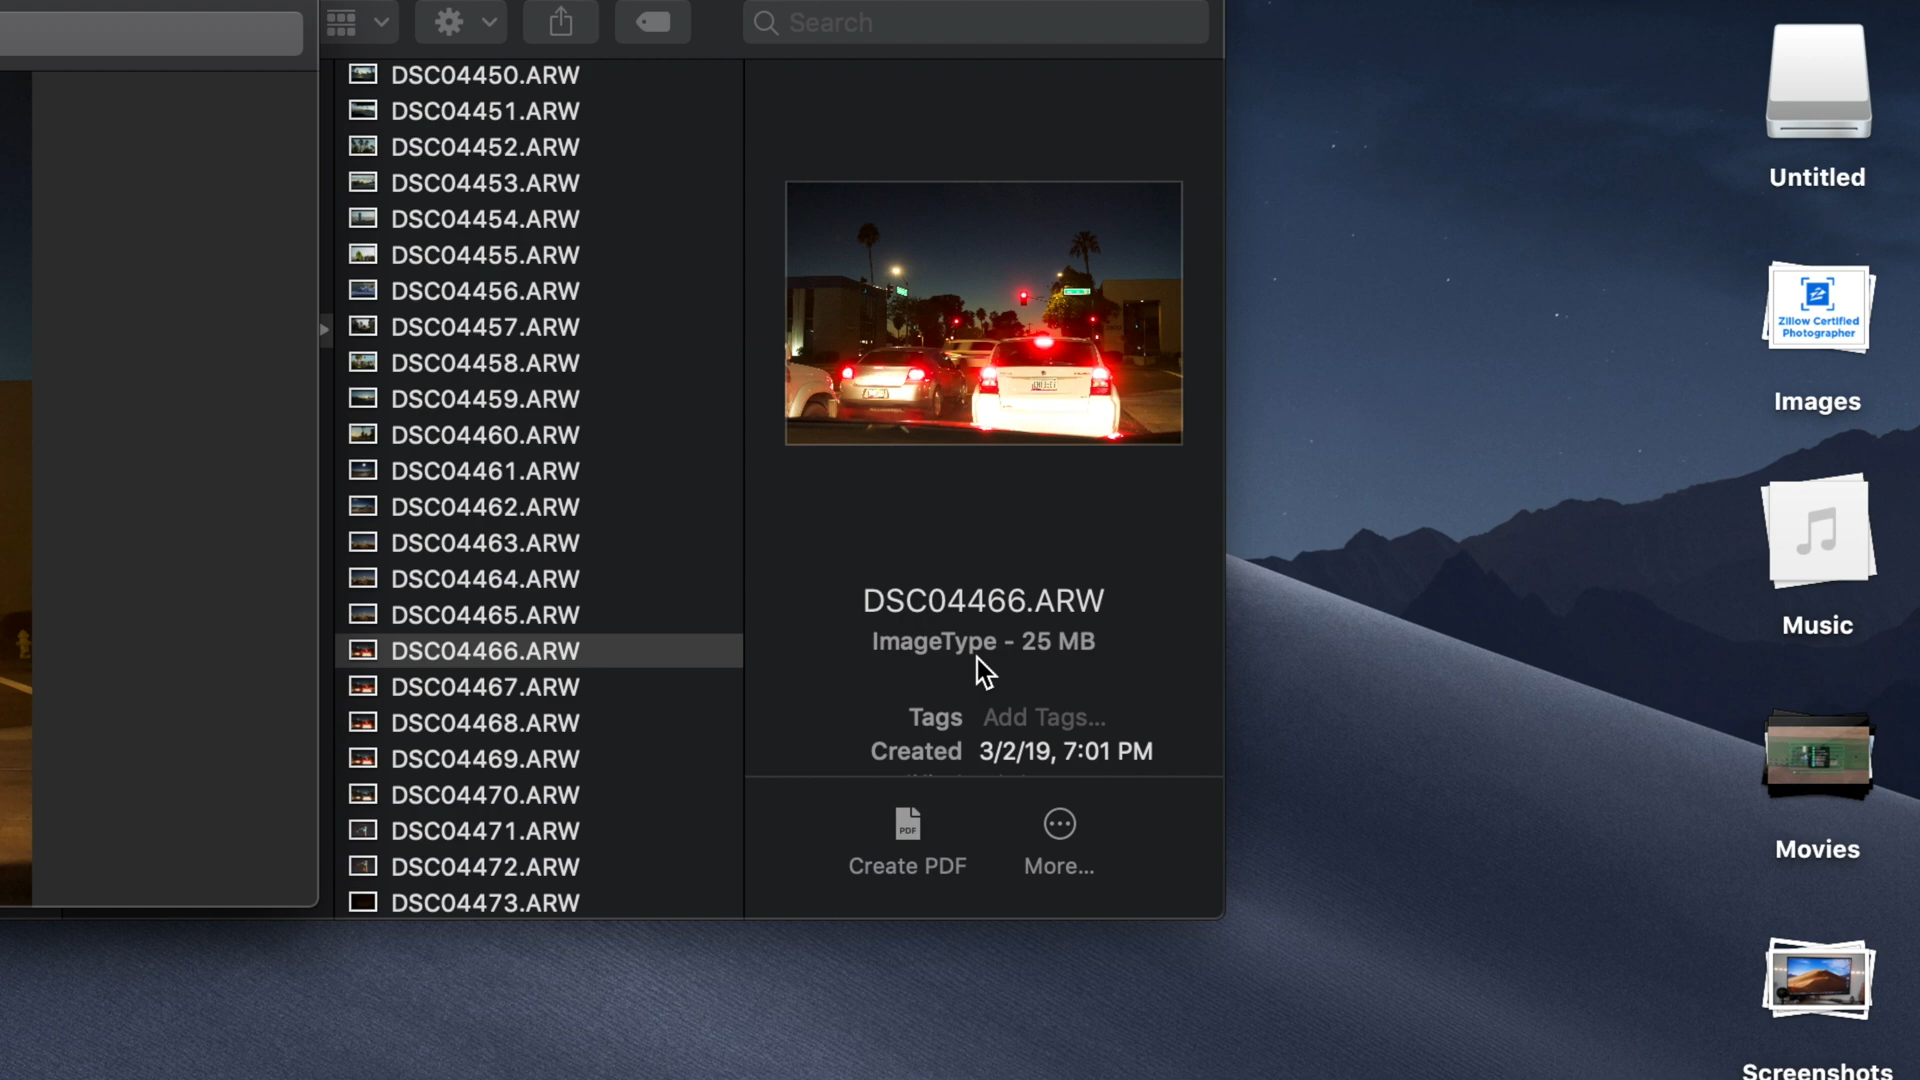 Search
DSC04450.ARW
DSC04451.ARW
DSC04452.ARW
DSC04453.ARW
DSC04454.ARW
DSC04455.ARW
DSC04456.ARW
DSC04457.ARW
DSC04458.ARW
DSC04459.ARW
DSC04460.ARW
DSC04461.ARW
DSC04462.ARW
DSC04463.ARW
DSC04464.ARW
DSC04465.ARW
DSC04466.ARW
DSC04467.ARW
DSC04468.ARW
DSC04469.ARW
DSC04470.ARW
DSC04471.ARW
DSC04472.ARW
DSC04473.ARW
DSC04466.ARW
ImageType - 25 MB
Tags Add Tags...
Created 3/2/19, 7:01 PM
PDF
Create PDF
More...
Untitled
Zillow Certified
Photographer
Images
Music
Movies
Screenshots